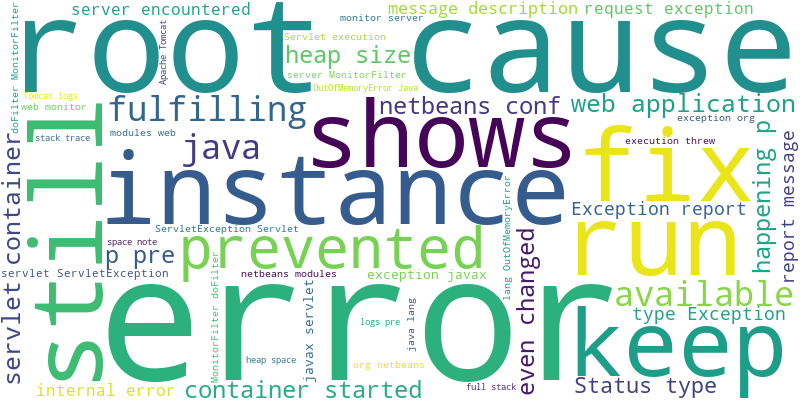 server encountered
message description
request exception
monitor server
root cause
Apache Tomcat
doFilter MonitorFilter
Servlet execution
heap size
server MonitorFilter
OutOfMemoryError Java
Tomcat logs
web monitor
fulfilling
netbeans conf
web application
shows
exception org
stack trace
modules web
java
fix
execution threw
happening p
report message
still
instance
servlet container
Exception report
ServletException Servlet
space note
p pre
prevented
run
lang OutOfMemoryError
even changed
servlet ServletException
netbeans modules
exception javax
MonitorFilter doFilter
javax servlet
available
error
type Exception
logs pre
java lang
keep
heap space
org netbeans
internal error
container started
full stack
Status type